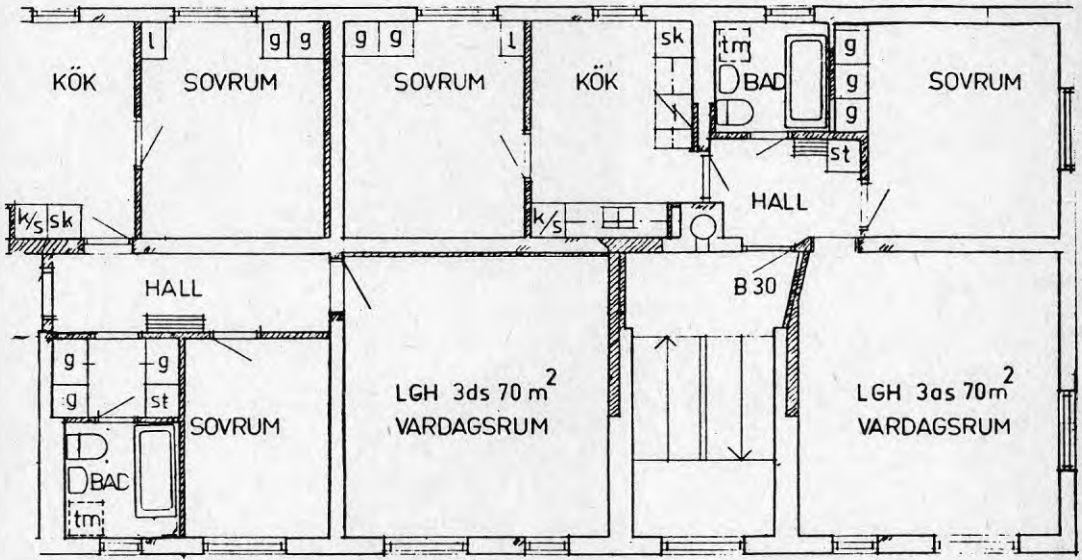 KÖK
l
g g
SOVRUM
g g
l
SOVRUM
sk
KÖK
tm
BAD
g
g
g
SOVRUM
st
HALL
k/s sk
k/s
HALL
B 30
g
g
g
st
SOVRUM
LGH 3ds 70 m²
VARDAGSRUM
LGH 3as 70m²
VARDAGSRUM
BAD
tm